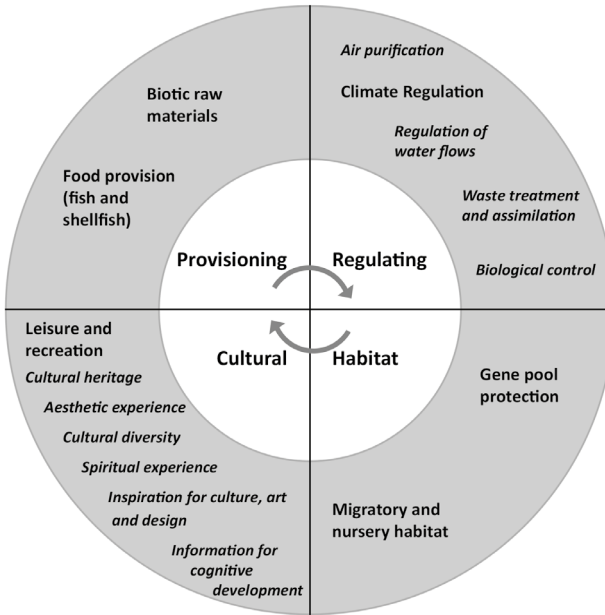 Biotic raw
materials
Food provision
(fish and
shellfish)
Air purification
Climate Regulation
Regulation of
water flows
Waste treatment
and assimilation
Biological control
Provisioning
Regulating
Cultural
Habitat
Leisure and
recreation
Cultural heritage
Aesthetic experience
Cultural diversity
Spiritual experience
Inspiration for culture, art
and design
Information for
cognitive
development
Gene pool
protection
Migratory and
nursery habitat